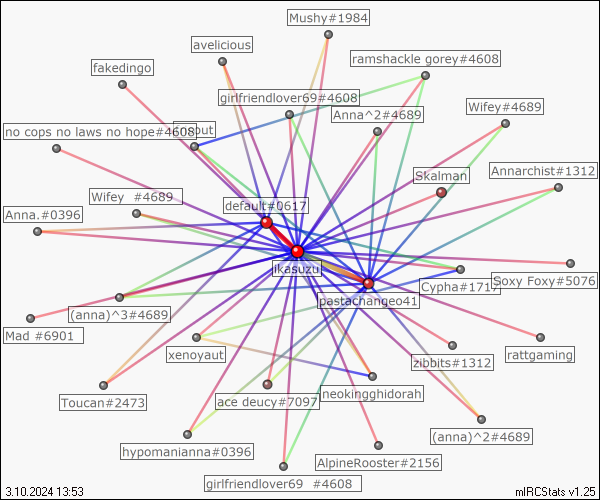 Mushy#1984
avelicious
ramshackle gorey#4608
fakedingo
girlfriendlover69#4608
Anna^2#4689
Wifey#4689
no cops no laws no hope#4608
out
Annarchist#1312
Skalman
Wifey #4689
default#0617
Anna.#0396
jkasuzu
Cypha#171
Soxy Foxy#5076
pastachangeo41
(anna)^3#4689
Mad #6901
xenoyaut
zibbits#1312
rattgaming
Toucan#2473
ace deucy#7097
neokingghidorah
(anna)^2#4689
hypomanianna#0396
AlpineRooster#2156
girlfriendlover69 #4608
3.10.2024 13:53
mIRCStats v1.25